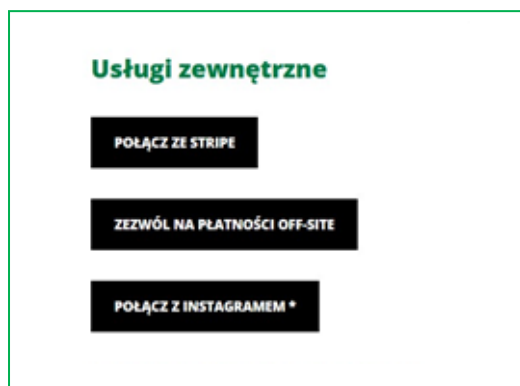 Usługi zewnętrzne
POŁĄCZ ZE STRIPE
ZEZWÓL NA PŁATNOŚCI OFF-SITE
POŁĄCZ Z INSTAGRAMEM *